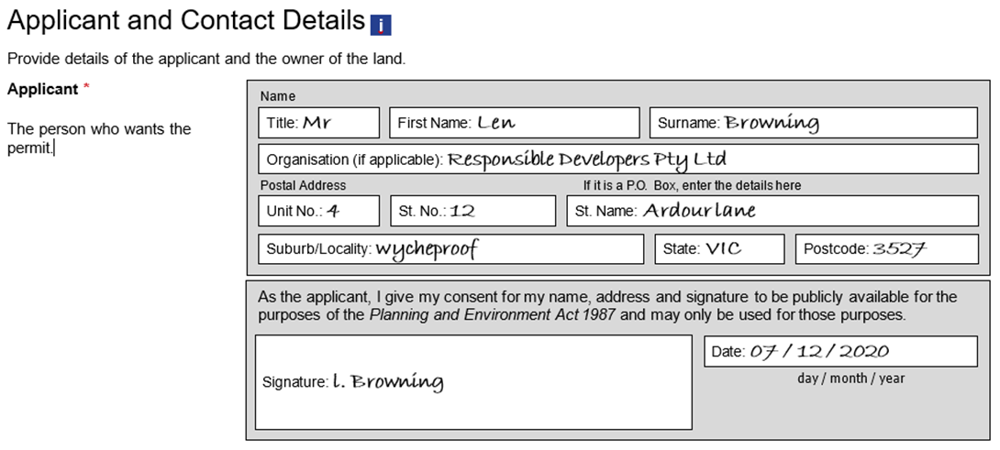 Applicant and Contact Details i
Provide details of the applicant and the owner of the land.
Applicant *
The person who wants the
permit.
Name
Title: Mr First Name: Len Surname: Browning
Organisation (if applicable): Responsible Developers Pty Ltd
Postal Address If it is a P.O. Box, enter the details here
Unit No.: 4 St. No.: 12 St. Name: Ardour lane
Suburb/Locality: wycheproof State: VIC Postcode: 3527
As the applicant, I give my consent for my name, address and signature to be publicly available for the
purposes of the Planning and Environment Act 1987 and may only be used for those purposes.
Date: 07 / 12 / 2020
day / month / year
Signature: l. Browning